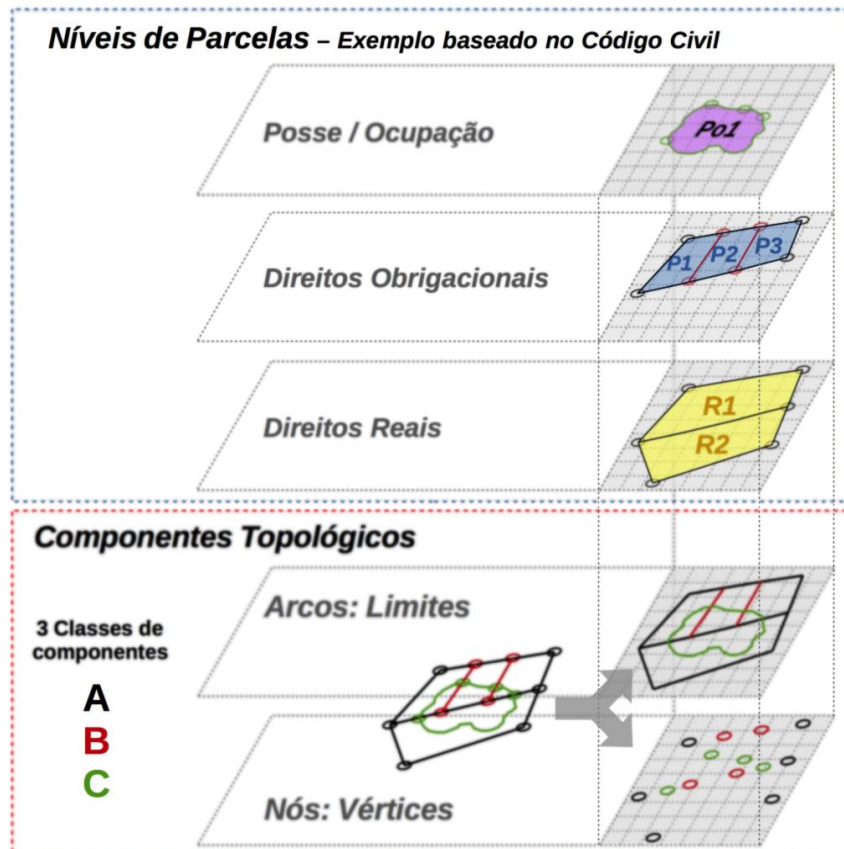 Níveis de Parcelas – Exemplo baseado no Código Civil
Posse / Ocupação
Po1
Direitos Obrigacionais
P1
P2
P3
Direitos Reais
R1
R2
Componentes Topológicos
Arcos: Limites
3 Classes de
componentes
A
B
C
Nós: Vértices